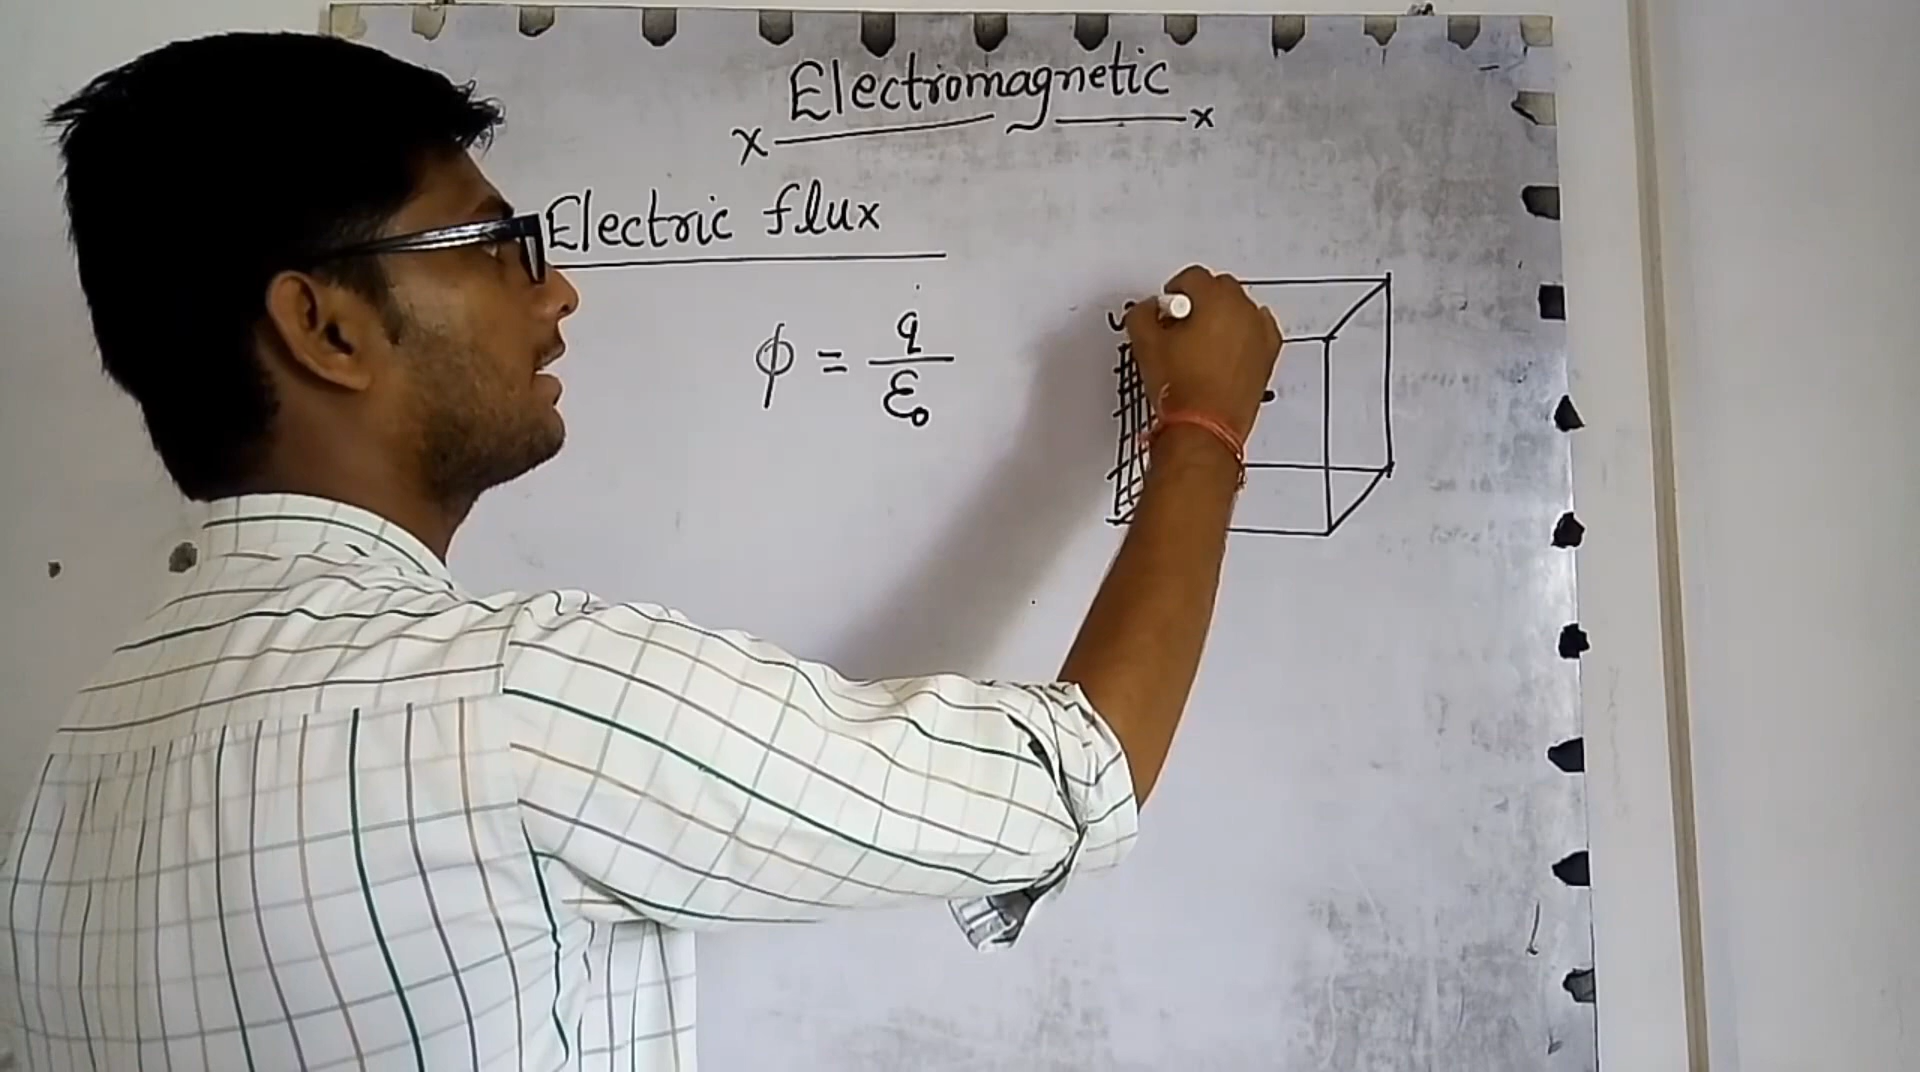 Electromagnetic
Electric flux
ϕ = q / ε₀